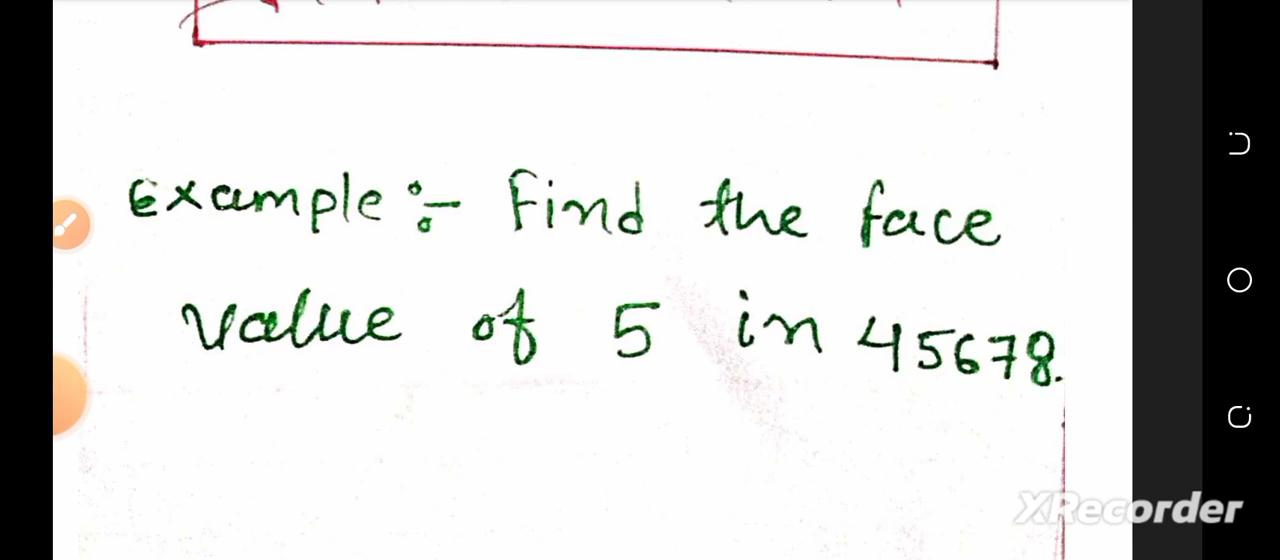 Example:- Find the face
value of 5 in 45678.
XRecorder